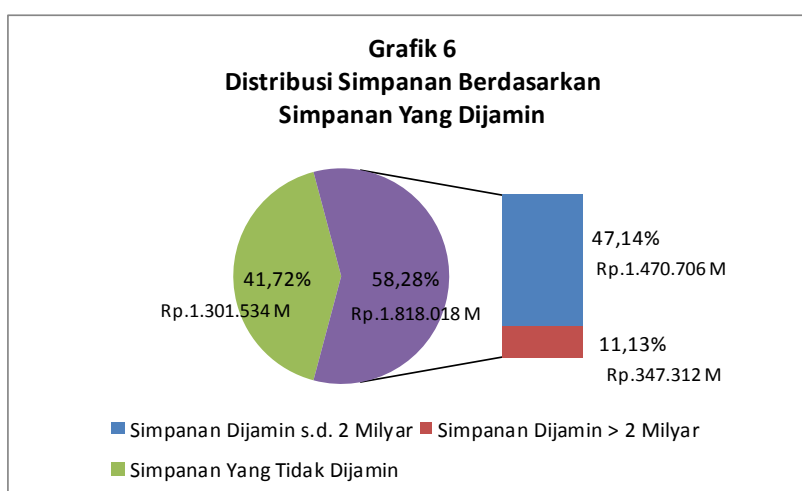 Grafik 6
Distribusi Simpanan Berdasarkan
Simpanan Yang Dijamin
41,72%
Rp.1.301.534 M
58,28%
Rp.1.818.018 M
47,14%
Rp.1.470.706 M
11,13%
Rp.347.312 M
Simpanan Dijamin s.d. 2 Milyar
Simpanan Dijamin > 2 Milyar
Simpanan Yang Tidak Dijamin